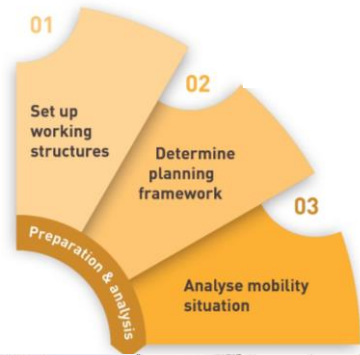 01
Set up
working
structures
02
Determine
planning
framework
03
Analyse mobility
situation
Preparation & analysis